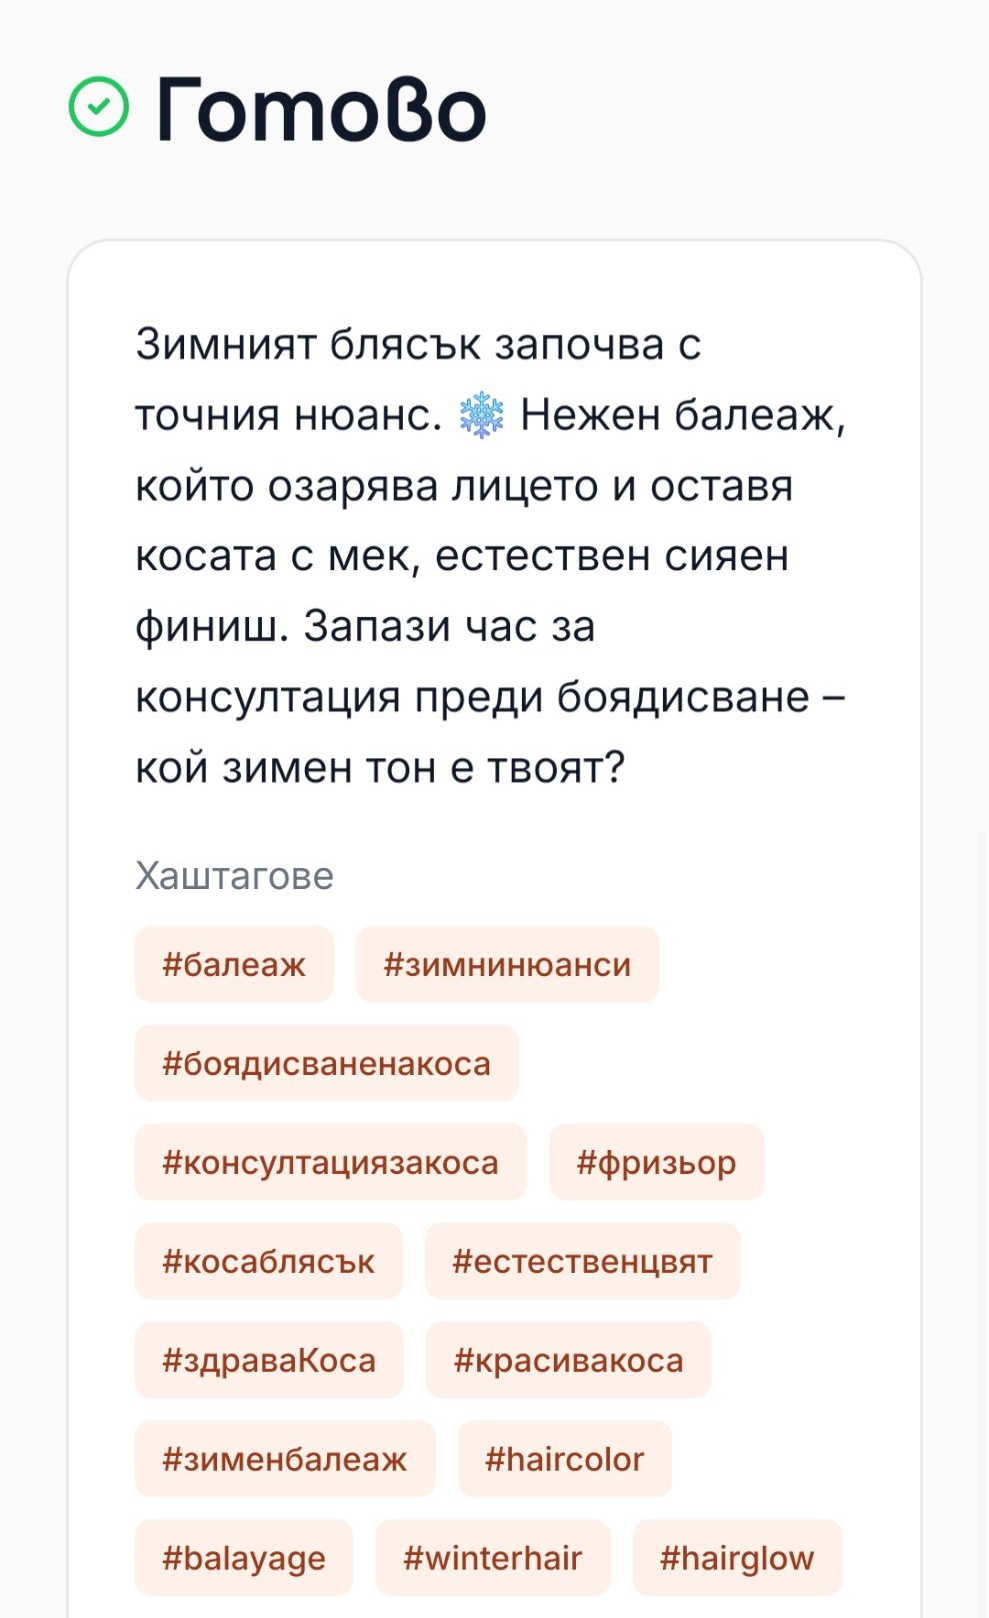 Готово
Зимният блясък започва с
точния нюанс. ❄️ Нежен балеаж,
който озарява лицето и оставя
косата с мек, естествен сияен
финиш. Запази час за
консултация преди боядисване –
кой зимен тон е твоят?
Хаштагове
#балеаж #зимнинюанси
#боядисваненакоса
#консултациязакоса #фризьор
#косаблясък #естественцвят
#здраваКоса #красивакоса
#зименбалеаж #haircolor
#balayage #winterhair #hairglow